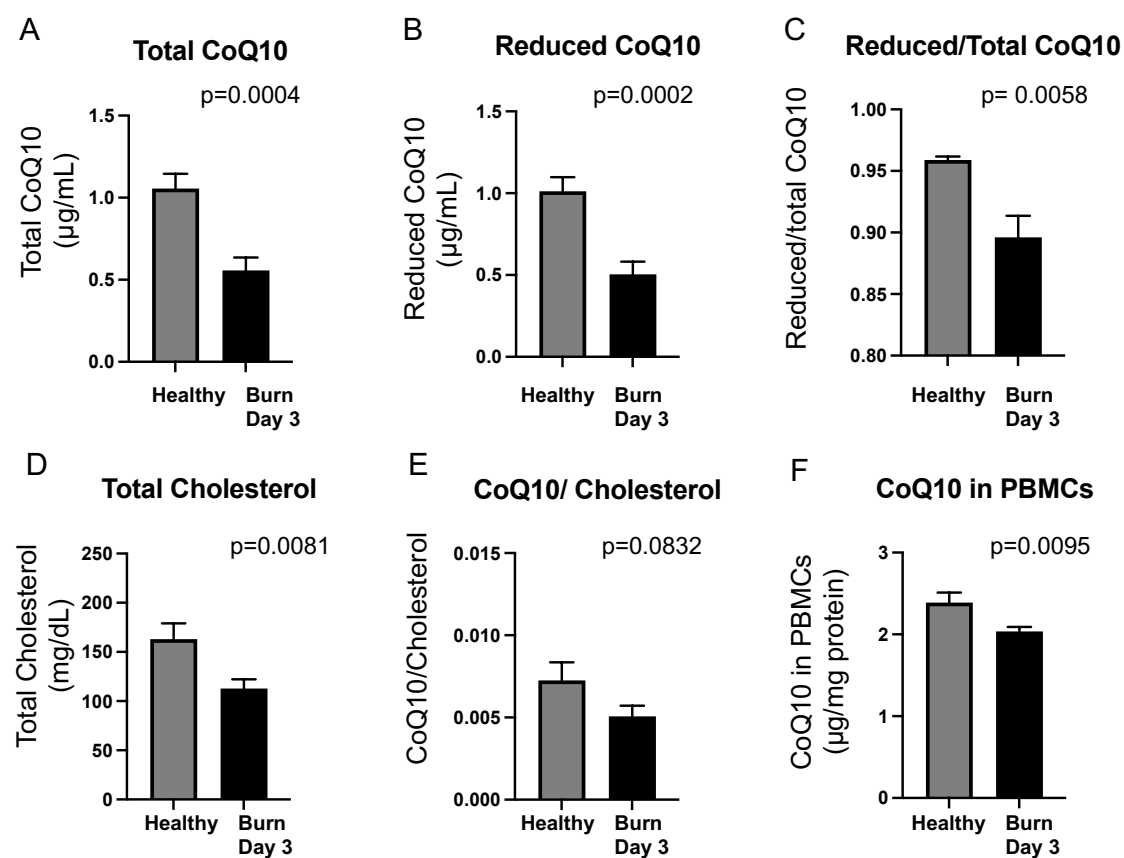 A
Total CoQ10
p=0.0004
Total CoQ10
(µg/mL)
1.5
1.0
0.5
0.0
Healthy
Burn
Day 3
B
Reduced CoQ10
p=0.0002
Reduced CoQ10
(µg/mL)
1.5
1.0
0.5
0.0
Healthy
Burn
Day 3
C
Reduced/Total CoQ10
p= 0.0058
Reduced/total CoQ10
1.00
0.95
0.90
0.85
0.80
Healthy
Burn
Day 3
D
Total Cholesterol
p=0.0081
Total Cholesterol
(mg/dL)
250
200
150
100
50
0
Healthy
Burn
Day 3
E
CoQ10/ Cholesterol
p=0.0832
CoQ10/Cholesterol
0.015
0.010
0.005
0.000
Healthy
Burn
Day 3
F
CoQ10 in PBMCs
p=0.0095
CoQ10 in PBMCs
(µg/mg protein)
3
2
1
0
Healthy
Burn
Day 3